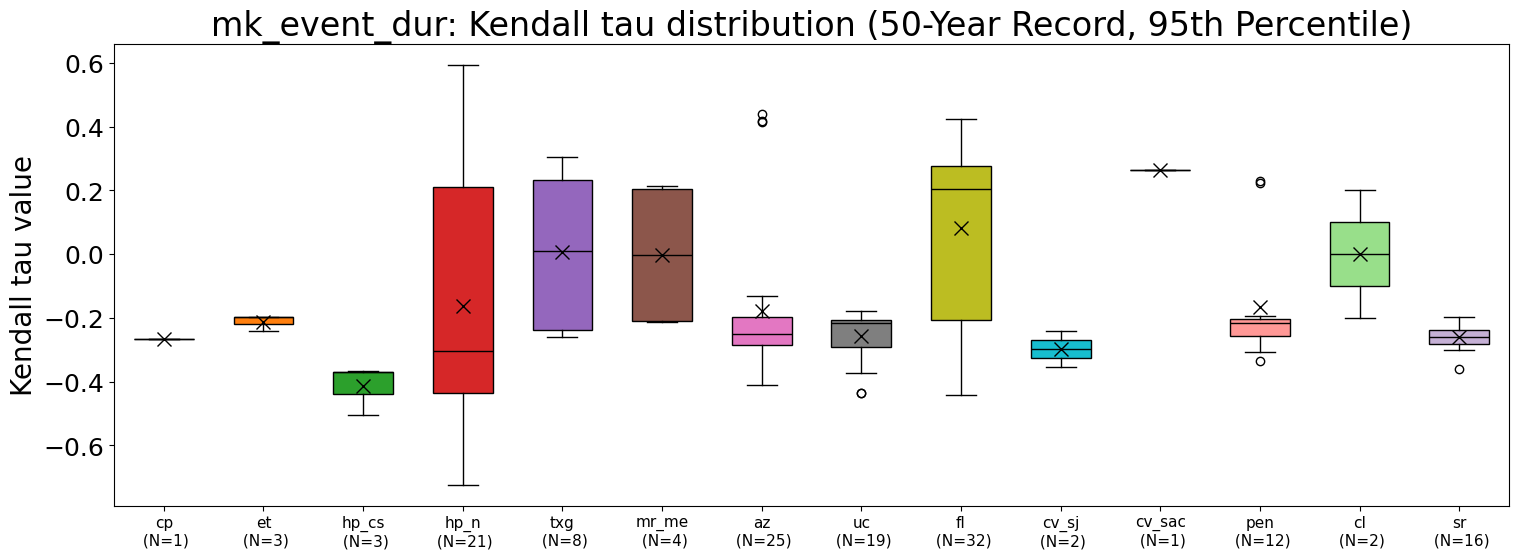 mk_event_dur: Kendall tau distribution (50-Year Record, 95th Percentile)
Kendall tau value
0.6
0.4
0.2
0.0
−0.2
−0.4
−0.6
cp
(N=1)
et
(N=3)
hp_cs
(N=3)
hp_n
(N=21)
txg
(N=8)
mr_me
(N=4)
az
(N=25)
uc
(N=19)
fl
(N=32)
cv_sj
(N=2)
cv_sac
(N=1)
pen
(N=12)
cl
(N=2)
sr
(N=16)